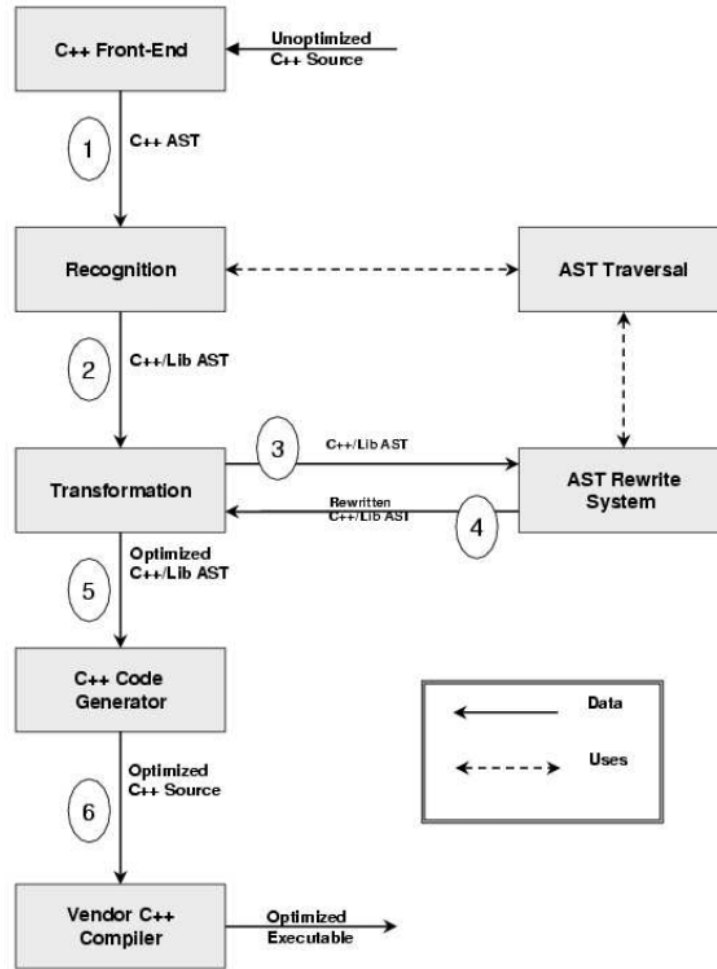 C++ Front-End
Unoptimized
C++ Source
1
C++ AST
Recognition
AST Traversal
2
C++/Lib AST
3
C++/Lib AST
Transformation
AST Rewrite
System
Rewritten
C++/Lib AST
4
Optimized
C++/Lib AST
5
C++ Code
Generator
Data
Uses
Optimized
C++ Source
6
Vendor C++
Compiler
Optimized
Executable